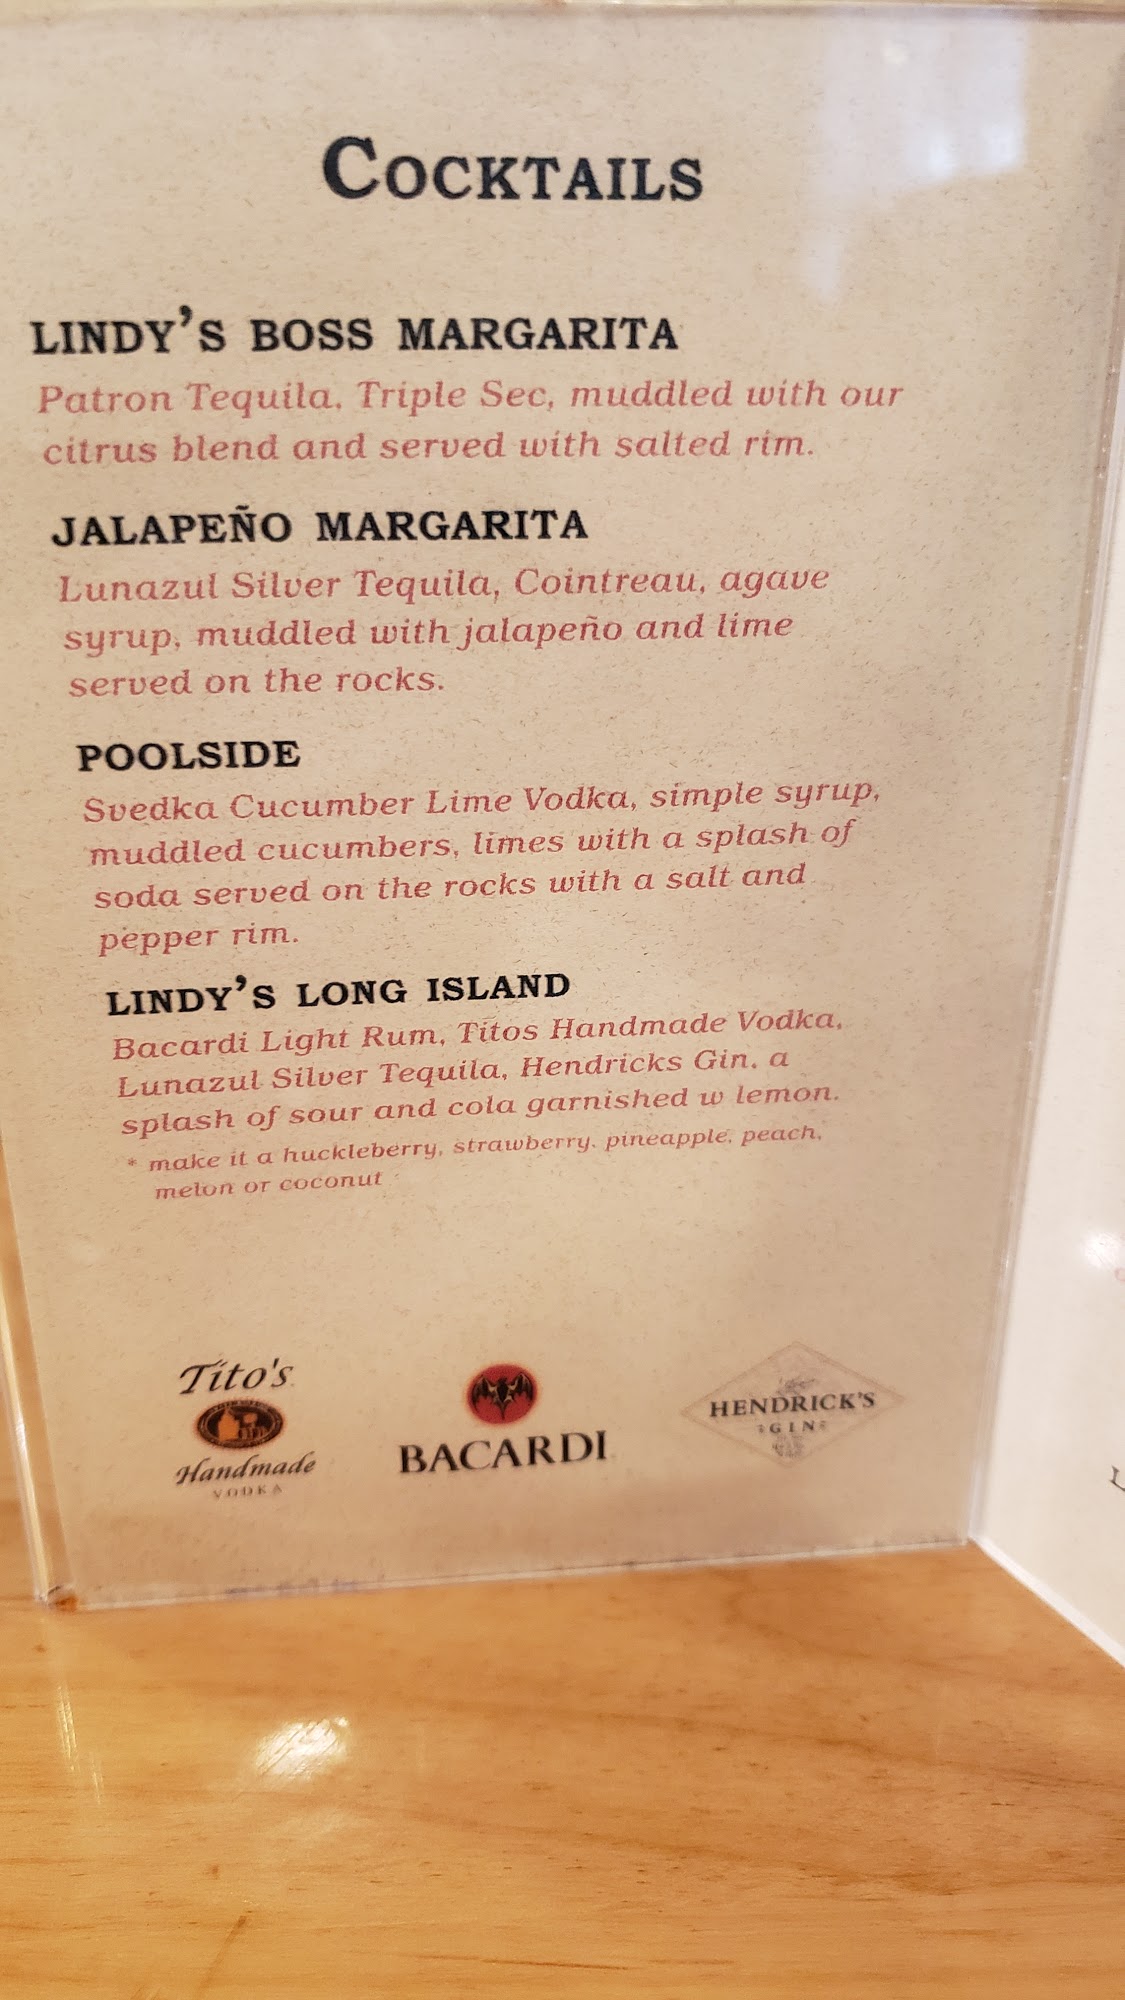 COCKTAILS
LINDY'S BOSS MARGARITA
Patron Tequila, Triple Sec, muddled with our
citrus blend and served with salted rim.
JALAPEÑO MARGARITA
Lunazul Silver Tequila, Cointreau, agave
syrup, muddled with jalapeño and lime
served on the rocks.
POOLSIDE
Svedka Cucumber Lime Vodka, simple syrup,
muddled cucumbers, limes with a splash of
soda served on the rocks with a salt and
pepper rim.
LINDY'S LONG ISLAND
Bacardi Light Rum, Titos Handmade Vodka,
Lunazul Silver Tequila, Hendricks Gin, a
splash of sour and cola garnished w lemon.
* make it a huckleberry, strawberry, pineapple, peach,
melon or coconut
Tito's
Handmade
VODKA
BACARDI
HENDRICK'S
GIN